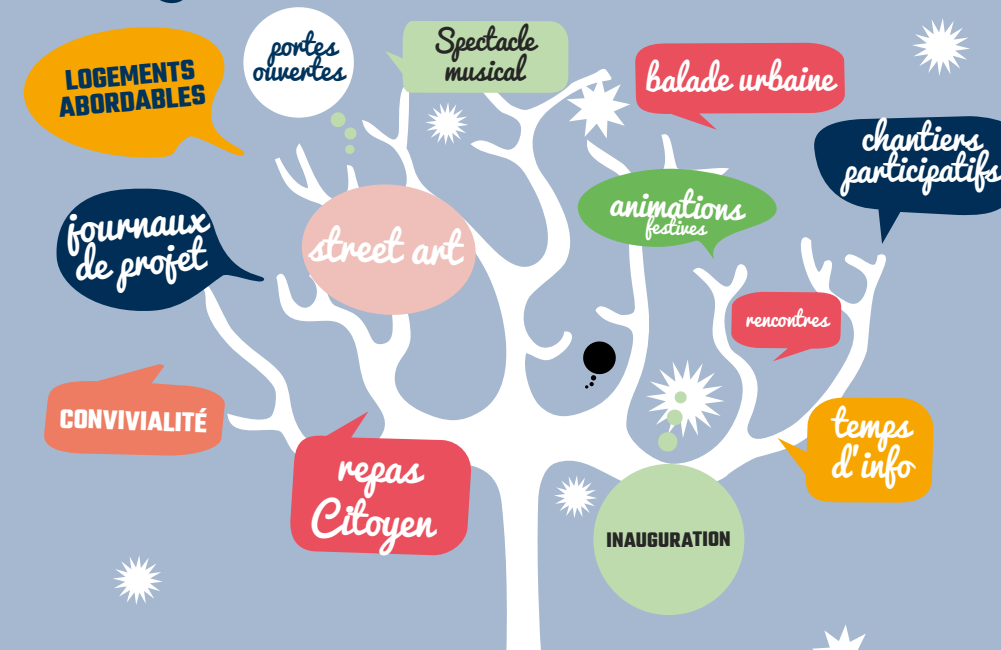 LOGEMENTS
ABORDABLES
portes
ouvertes
Spectacle
musical
balade urbaine
chantiers
participatifs
journaux
de projet
street art
animations
festives
rencontres
CONVIVIALITÉ
repas
Citoyen
temps
d'info
INAUGURATION